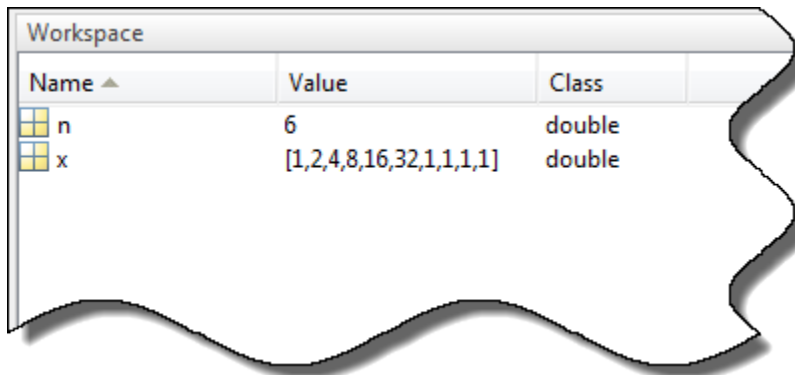 Workspace
Name Value Class
n 6 double
x [1,2,4,8,16,32,1,1,1,1] double